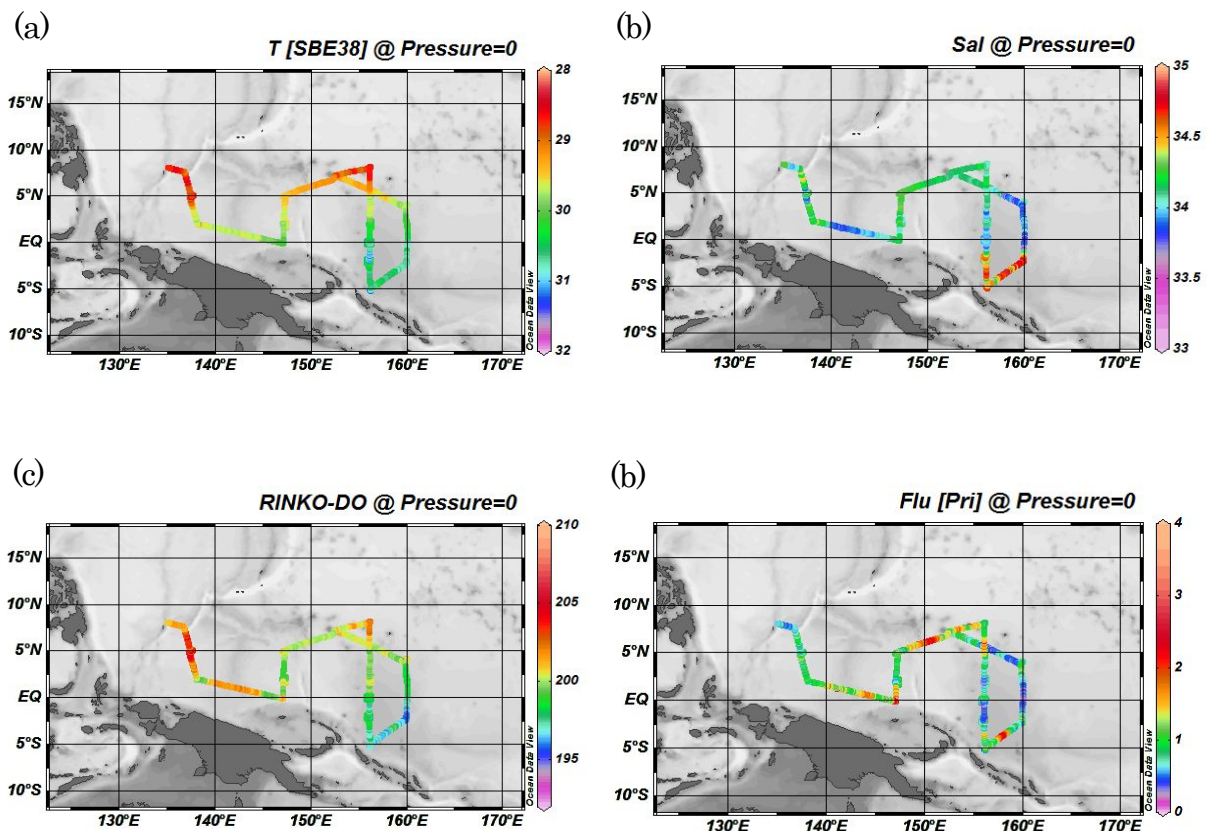 (a)
T [SBE38] @ Pressure=0
28
15°N
29
10°N
5°N
30
EQ
31
5°S
10°S
32
130°E 140°E 150°E 160°E 170°E
Ocean Data View
(b)
Sal @ Pressure=0
35
15°N
34.5
10°N
5°N
34
EQ
33.5
5°S
10°S
33
130°E 140°E 150°E 160°E 170°E
Ocean Data View
(c)
RINKO-DO @ Pressure=0
210
15°N
205
10°N
5°N
200
EQ
195
5°S
10°S
130°E 140°E 150°E 160°E 170°E
Ocean Data View
(b)
Flu [Pri] @ Pressure=0
4
15°N
3
10°N
5°N
2
EQ
1
5°S
10°S
0
130°E 140°E 150°E 160°E 170°E
Ocean Data View